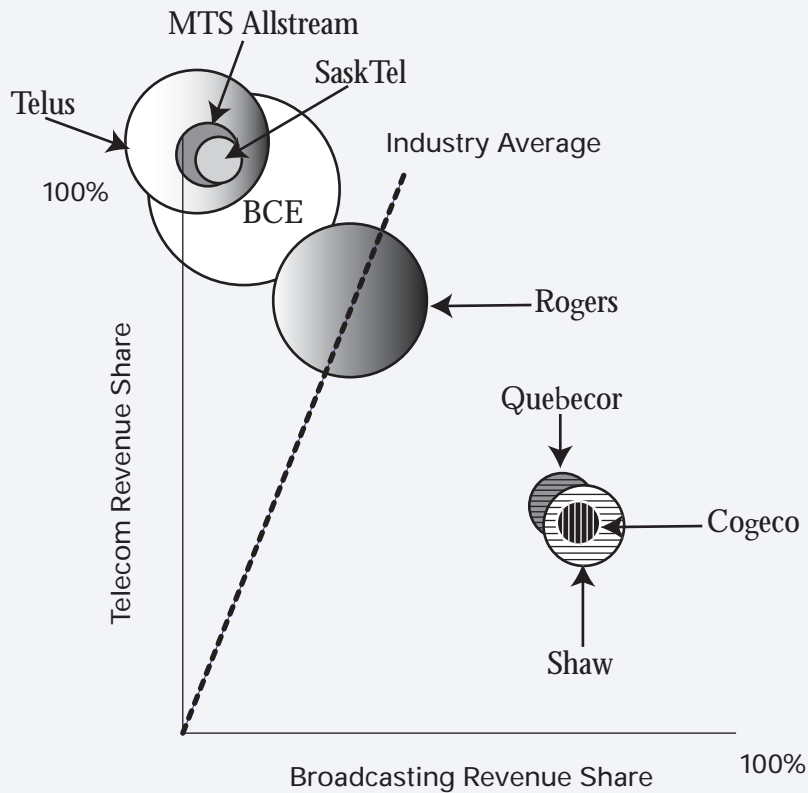 MTS Allstream
SaskTel
Telus
Industry Average
100%
BCE
Rogers
Telecom Revenue Share
Quebecor
Cogeco
Shaw
100%
Broadcasting Revenue Share